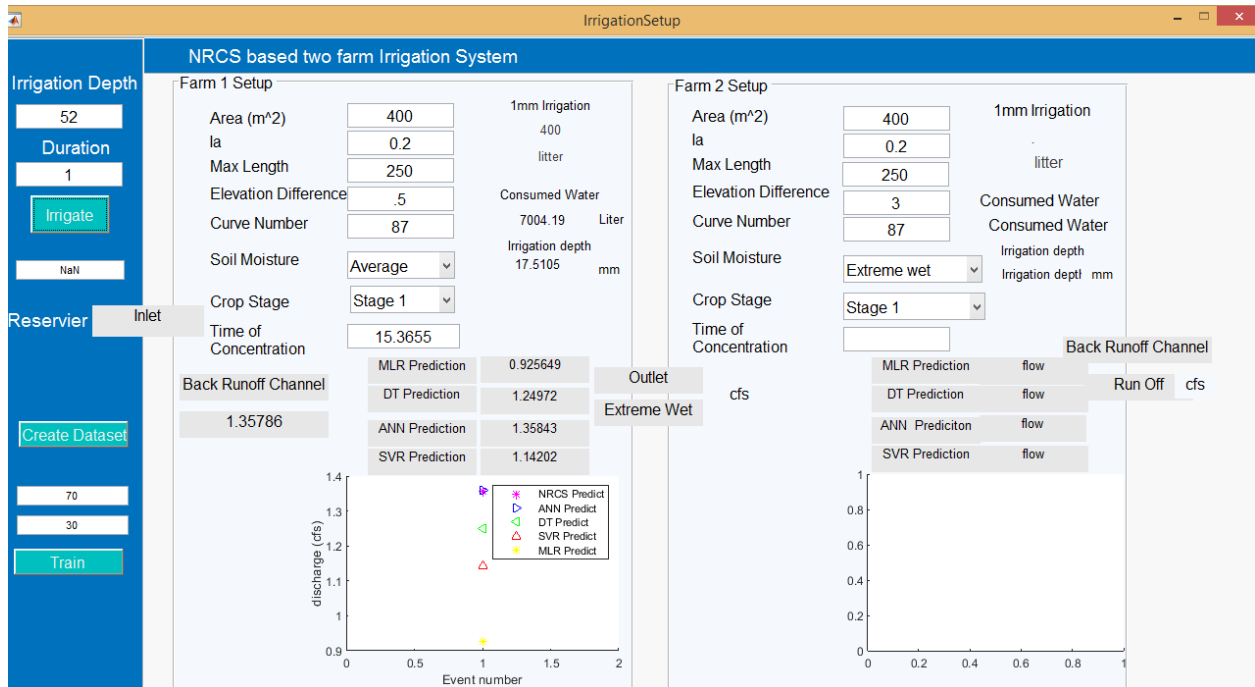 IrrigationSetup
NRCS based two farm Irrigation System
Irrigation Depth
52
Duration
1
Irrigate
NaN
Reservier
Inlet
Create Dataset
70
30
Train
Farm 1 Setup
Area (m^2) 400
Ia 0.2
Max Length 250
Elevation Difference .5
Curve Number 87
Soil Moisture Average
Crop Stage Stage 1
Time of
Concentration 15.3655
1mm Irrigation
400
litter
Consumed Water
7004.19 Liter
Irrigation depth
17.5105 mm
Back Runoff Channel
1.35786
MLR Prediction 0.925649
DT Prediction 1.24972
ANN Prediction 1.35843
SVR Prediction 1.14202
Outlet
Extreme Wet
cfs
1.4
1.3
1.2
1.1
1
0.9
discharge (cfs)
0 0.5 1 1.5 2
Event number
NRCS Predict
ANN Predict
DT Predict
SVR Predict
MLR Predict
Farm 2 Setup
Area (m^2) 400
Ia 0.2
Max Length 250
Elevation Difference 3
Curve Number 87
Soil Moisture Extreme wet
Crop Stage Stage 1
Time of
Concentration
1mm Irrigation
.
litter
Consumed Water
Consumed Water
Irrigation depth
Irrigation depth mm
Back Runoff Channel
Run Off cfs
MLR Prediction flow
DT Prediction flow
ANN Prediciton flow
SVR Prediction flow
1
0.8
0.6
0.4
0.2
0
0 0.2 0.4 0.6 0.8 1